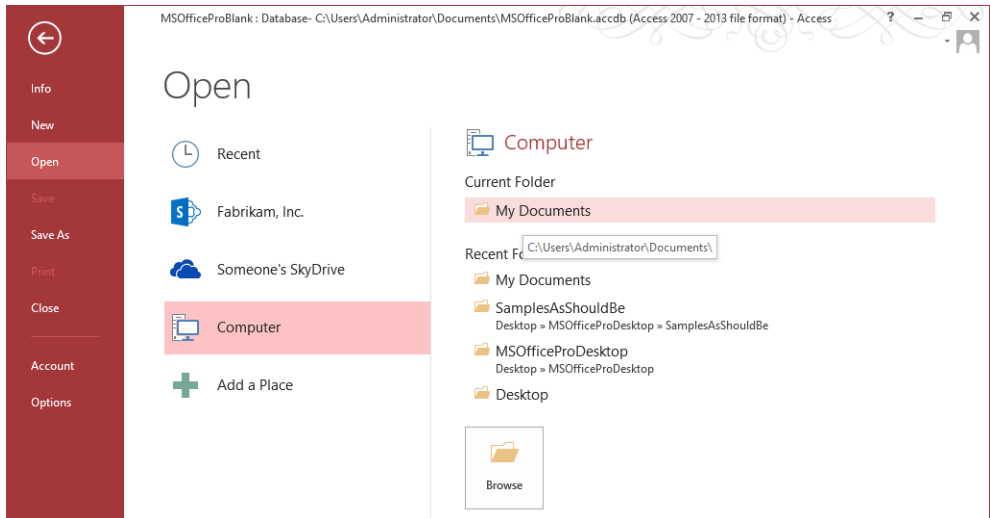 MSOfficeProBlank : Database- C:\Users\Administrator\Documents\MSOfficeProBlank.accdb (Access 2007 - 2013 file format) - Access
?
Info
New
Open
Save
Save As
Print
Close
Account
Options
Open
Recent
Fabrikam, Inc.
Someone's SkyDrive
Computer
Add a Place
Computer
Current Folder
My Documents
C:\Users\Administrator\Documents\
Recent
My Documents
SamplesAsShouldBe
Desktop » MSOfficeProDesktop » SamplesAsShouldBe
MSOfficeProDesktop
Desktop » MSOfficeProDesktop
Desktop
Browse